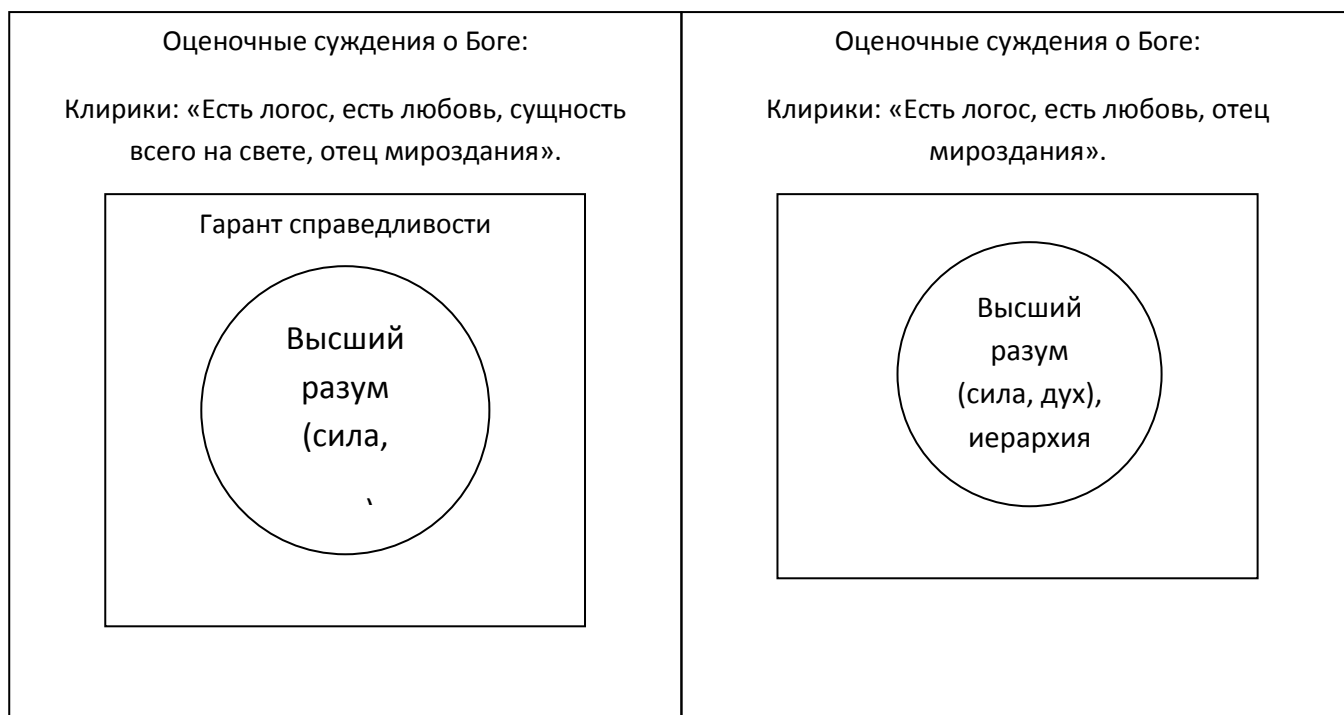 Оценочные суждения о Боге:
Клирики: «Есть логос, есть любовь, сущность
всего на свете, отец мироздания».
Гарант справедливости
Высший
разум
(сила,
Оценочные суждения о Боге:
Клирики: «Есть логос, есть любовь, отец
мироздания».
Высший
разум
(сила, дух),
иерархия